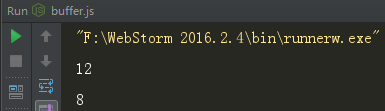 Run buffer.js
"F:\WebStorm 2016.2.4\bin\runnerw.exe"
12
8